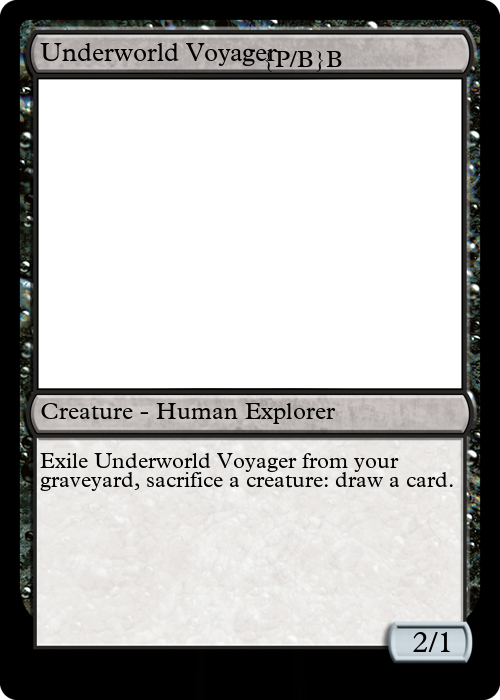 Underworld Voyager {P/B}B
Creature - Human Explorer
Exile Underworld Voyager from your
graveyard, sacrifice a creature: draw a card.
2/1